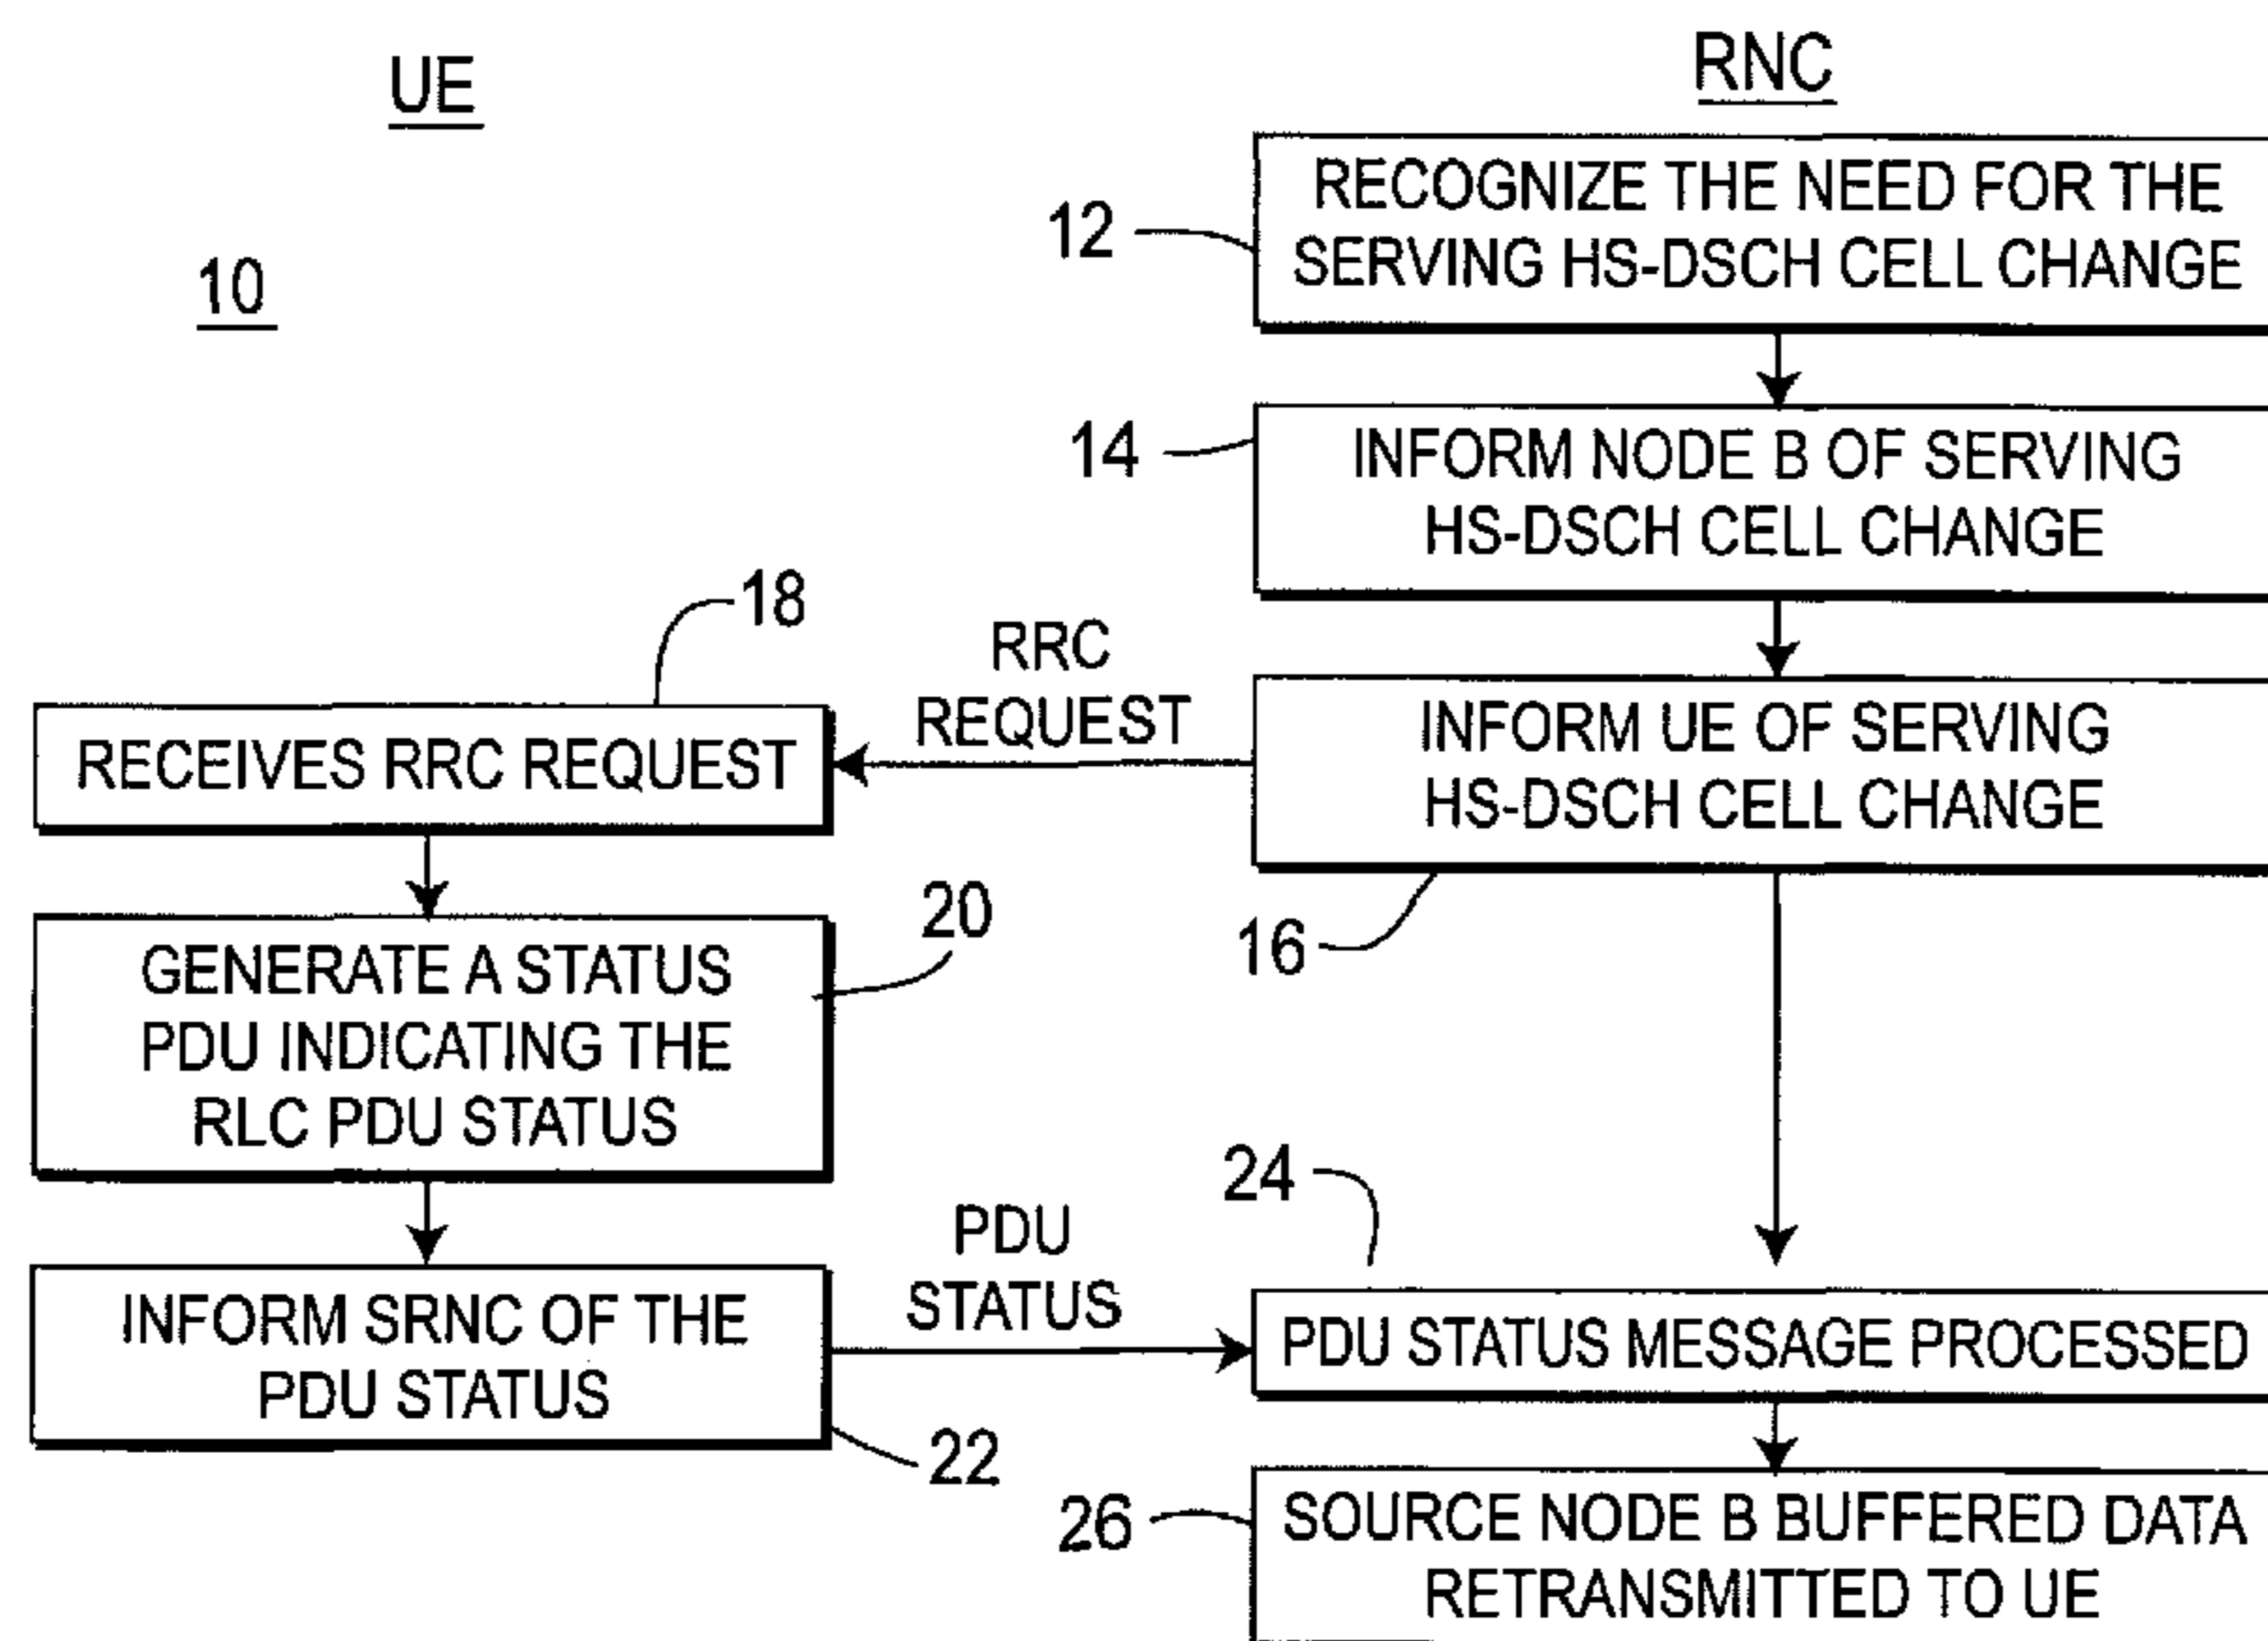 UE
RNC
10
12
RECOGNIZE THE NEED FOR THE
SERVING HS-DSCH CELL CHANGE
14
INFORM NODE B OF SERVING
HS-DSCH CELL CHANGE
18
RRC
REQUEST
RECEIVES RRC REQUEST
INFORM UE OF SERVING
HS-DSCH CELL CHANGE
16
20
GENERATE A STATUS
PDU INDICATING THE
RLC PDU STATUS
24
PDU
STATUS
INFORM SRNC OF THE
PDU STATUS
22
PDU STATUS MESSAGE PROCESSED
26
SOURCE NODE B BUFFERED DATA
RETRANSMITTED TO UE